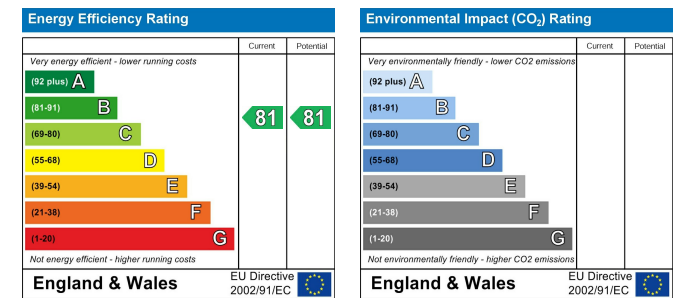 Energy Efficiency Rating
Current Potential
Very energy efficient - lower running costs
(92 plus) A
(81-91) B
81 81
(69-80) C
(55-68) D
(39-54) E
(21-38) F
(1-20) G
Not energy efficient - higher running costs
England & Wales
EU Directive
2002/91/EC
Environmental Impact (CO₂) Rating
Current Potential
Very environmentally friendly - lower CO2 emissions
(92 plus) A
(81-91) B
(69-80) C
(55-68) D
(39-54) E
(21-38) F
(1-20) G
Not environmentally friendly - higher CO2 emissions
England & Wales
EU Directive
2002/91/EC